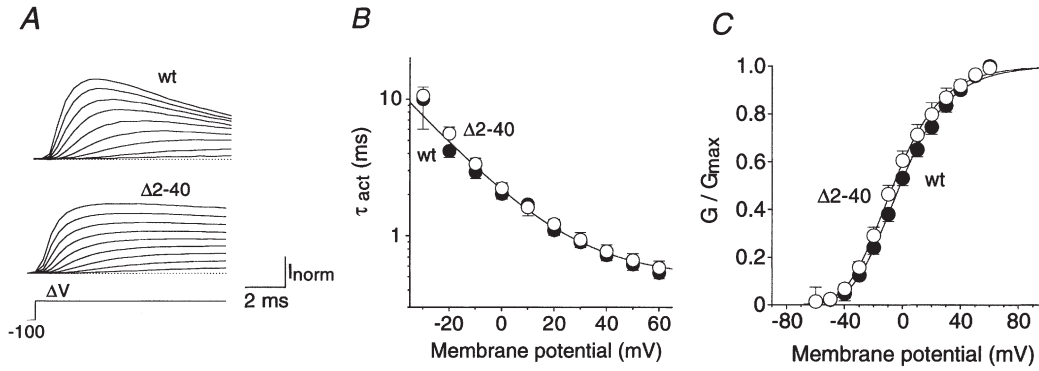 A
wt
Δ2-40
ΔV
-100
2 ms
Inorm
B
10
1
τ act (ms)
Δ2-40
wt
-20 0 20 40 60
Membrane potential (mV)
C
1.0
0.8
0.6
0.4
0.2
0.0
G / Gmax
Δ2-40
wt
-80 -40 0 40 80
Membrane potential (mV)